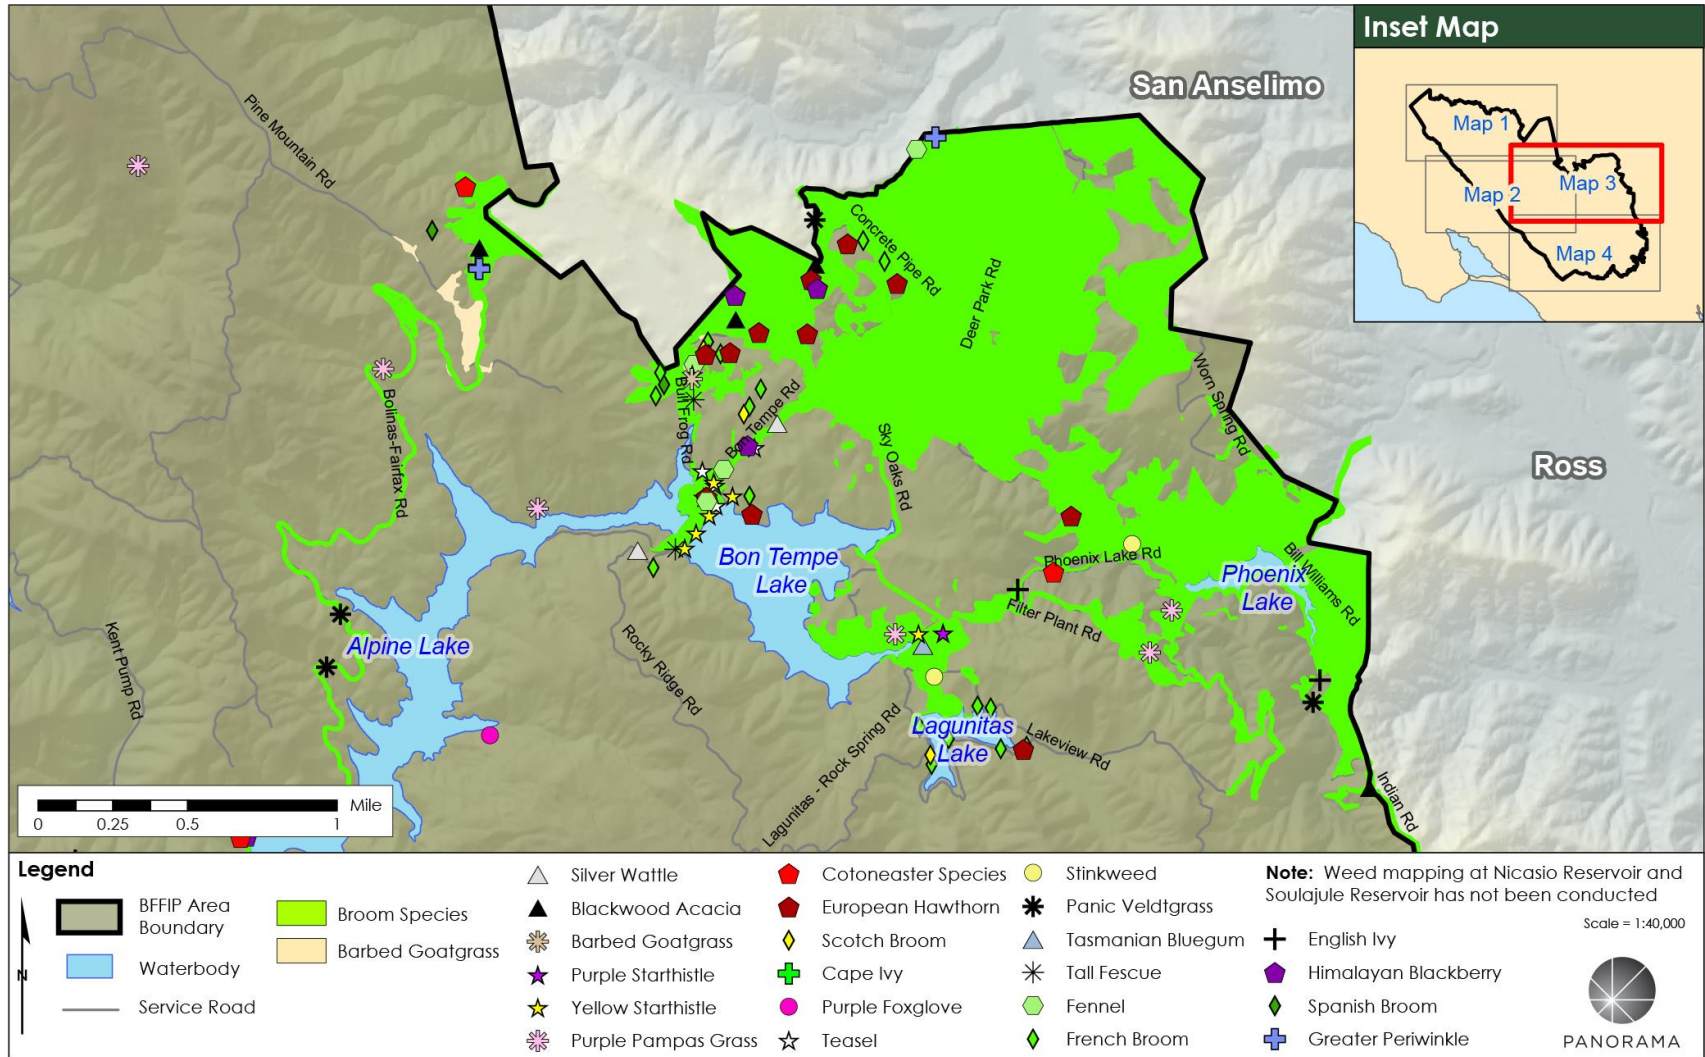 San Anselimo
Inset Map
Map 1
Map 2
Map 3
Map 4
Pine Mountain Rd
Concrete Pipe Rd
Deer Park Rd
Worn Spring Rd
Bull Frog Rd
Bon Tempe Rd
Bolinas-Fairfax Rd
Sky Oaks Rd
Ross
Bon Tempe
Lake
Phoenix Lake Rd
Phoenix
Lake
Bill Williams Rd
Filter Plant Rd
Alpine Lake
Kent Pump Rd
Rocky Ridge Rd
Lagunitas
Lake
Lakeview Rd
Lagunitas - Rock Spring Rd
Indian Rd
Mile
0
0.25
0.5
1
Legend
BFFIP Area
Boundary
Waterbody
Service Road
Broom Species
Barbed Goatgrass
Silver Wattle
Blackwood Acacia
Barbed Goatgrass
Purple Starthistle
Yellow Starthistle
Purple Pampas Grass
Cotoneaster Species
European Hawthorn
Scotch Broom
Cape Ivy
Purple Foxglove
Teasel
Stinkweed
Panic Veldtgrass
Tasmanian Bluegum
Tall Fescue
Fennel
French Broom
Note: Weed mapping at Nicasio Reservoir and
Soulajule Reservoir has not been conducted
Scale = 1:40,000
English Ivy
Himalayan Blackberry
Spanish Broom
Greater Periwinkle
N
PANORAMA